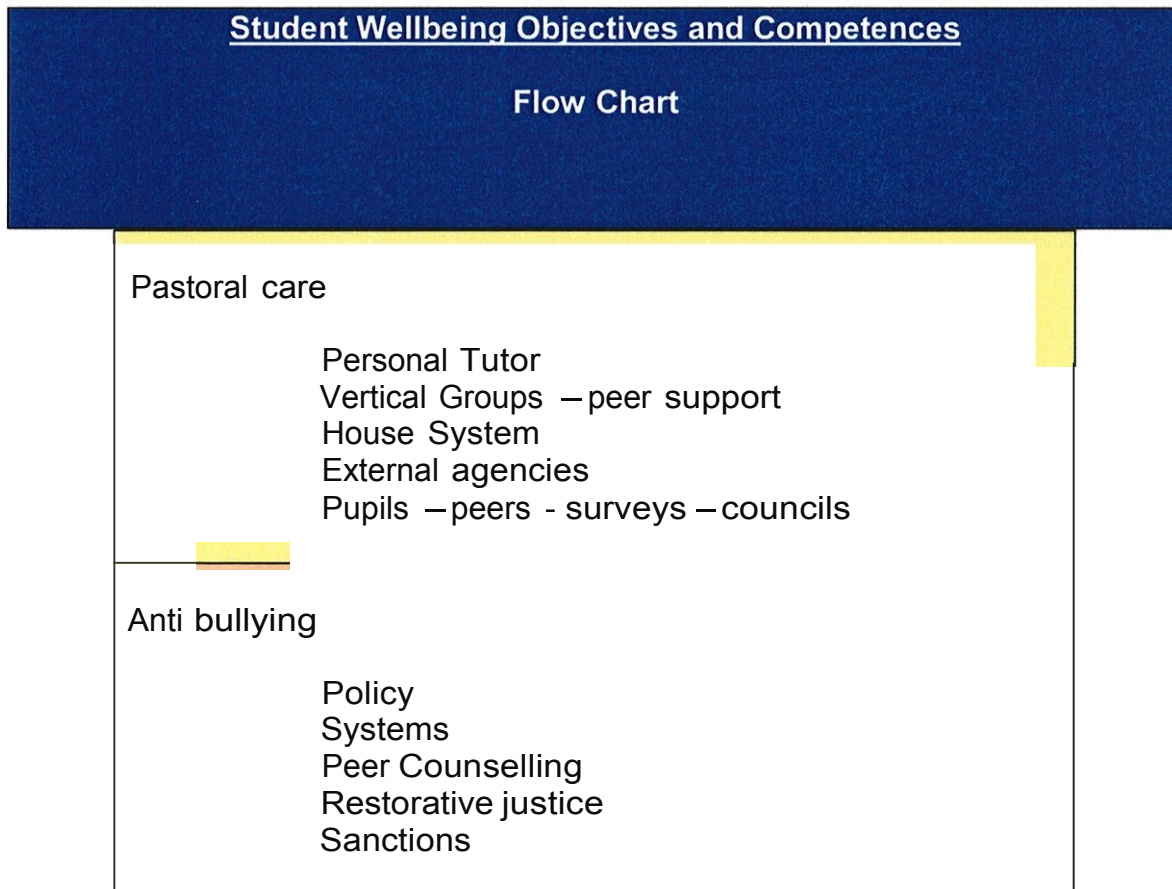 Student Wellbeing Objectives and Competences
Flow Chart
Pastoral care
Personal Tutor
Vertical Groups – peer support
House System
External agencies
Pupils – peers - surveys – councils
Anti bullying
Policy
Systems
Peer Counselling
Restorative justice
Sanctions